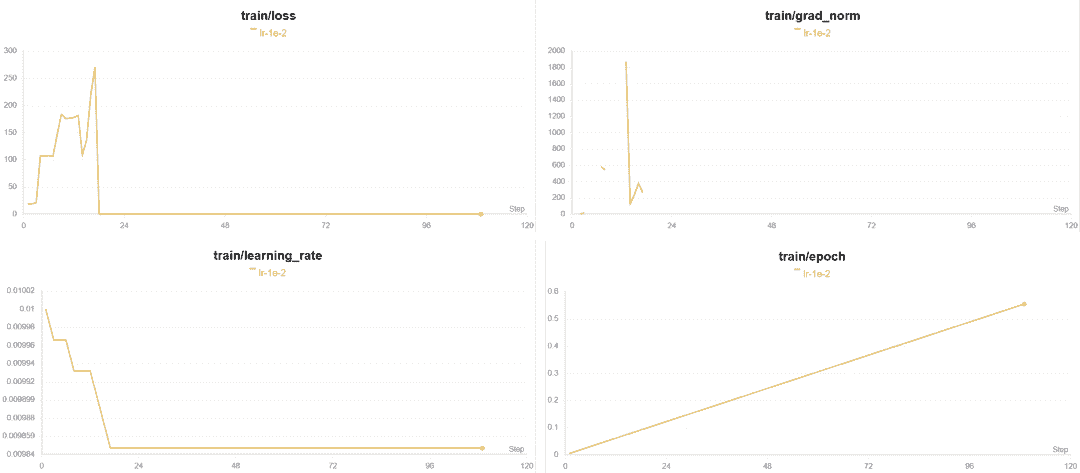 train/loss
lr-1e-2
300
250
200
150
100
50
0
Step
0 24 48 72 96 120
train/grad_norm
lr-1e-2
2000
1800
1600
1400
1200
1000
800
600
400
200
0
Step
0 24 48 72 96 120
train/learning_rate
lr-1e-2
0.01002
0.01
0.00998
0.00996
0.00994
0.00992
0.009899
0.00988
0.009859
0.00984
Step
0 24 48 72 96 120
train/epoch
lr-1e-2
0.6
0.5
0.4
0.3
0.2
0.1
0
Step
0 24 48 72 96 120